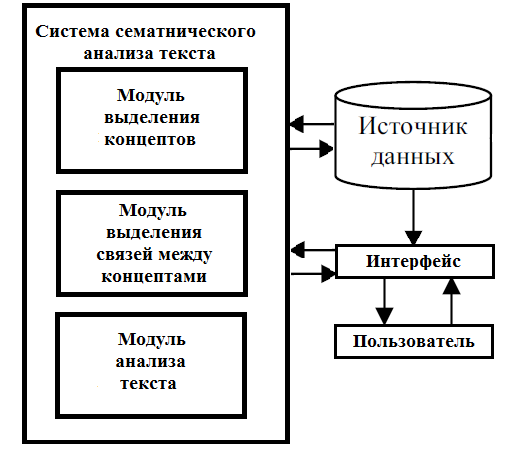 Система сематнического
анализа текста
Модуль
выделения
концептов
Модуль
выделения
связей между
концептами
Модуль
анализа
текста
Источник
данных
Интерфейс
Пользователь